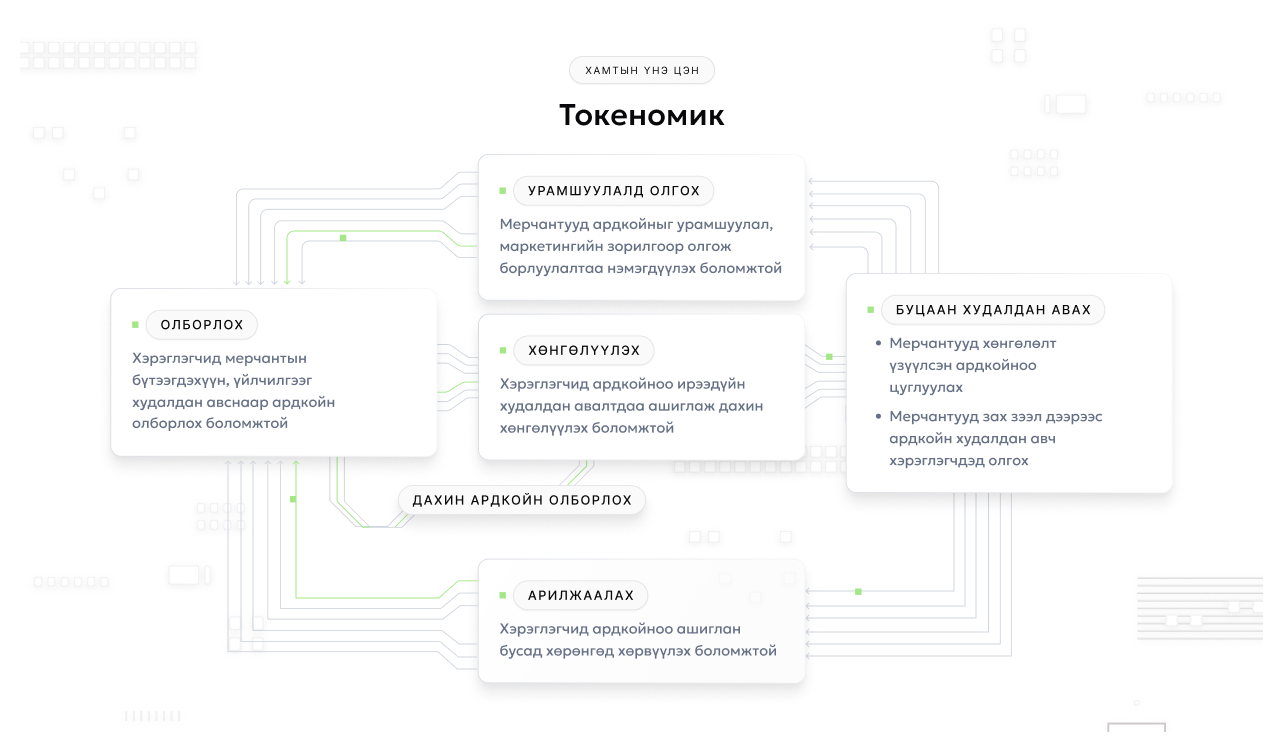 ХАМТЫН ҮНЭ ЦЭН
Токеномик
УРАМШУУЛАЛД ОЛГОХ
Мерчантууд ардкойныг урамшуулал,
маркетингийн зорилгоор олгож
борлуулалтаа нэмэгдүүлэх боломжтой
ОЛБОРЛОХ
Хэрэглэгчид мерчантын
бүтээгдэхүүн, үйлчилгээг
худалдан авснаар ардкойн
олборлох боломжтой
ХӨНГӨЛҮҮЛЭХ
Хэрэглэгчид ардкойноо ирээдүйн
худалдан авалтдаа ашиглаж дахин
хөнгөлүүлэх боломжтой
БУЦААН ХУДАЛДАН АВАХ
• Мерчантууд хөнгөлөлт
үзүүлсэн ардкойноо
цуглуулах
• Мерчантууд зах зээл дээрээс
ардкойн худалдан авч
хэрэглэгчдэд олгох
ДАХИН АРДКОЙН ОЛБОРЛОХ
АРИЛЖААЛАХ
Хэрэглэгчид ардкойноо ашиглан
бусад хөрөнгөд хөрвүүлэх боломжтой